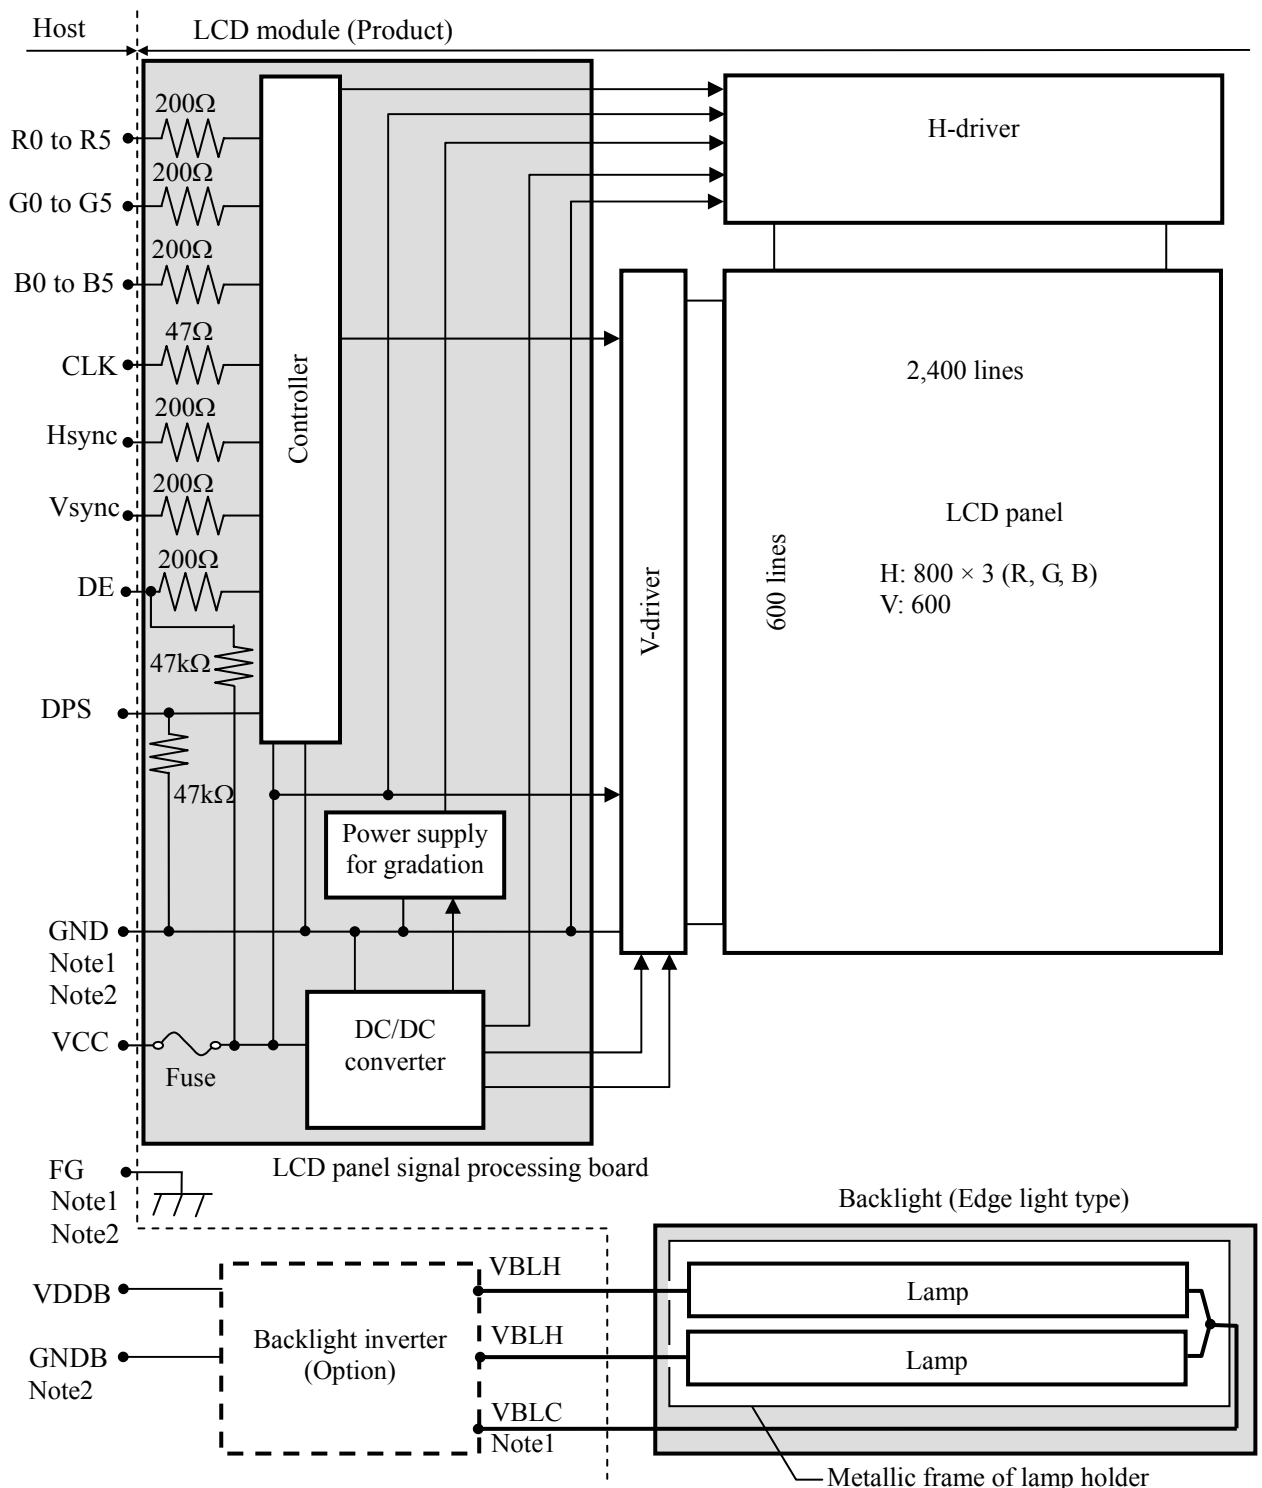 Host
LCD module (Product)
200Ω
R0 to R5
200Ω
G0 to G5
200Ω
B0 to B5
47Ω
CLK
200Ω
Hsync
200Ω
Vsync
200Ω
DE
47kΩ
DPS
47kΩ
Controller
H-driver
2,400 lines
600 lines
LCD panel
H: 800 × 3 (R, G, B)
V: 600
V-driver
Power supply
for gradation
GND
Note1
Note2
VCC
Fuse
DC/DC
converter
LCD panel signal processing board
FG
Note1
Note2
Backlight (Edge light type)
VDDB
GNDB
Note2
Backlight inverter
(Option)
VBLH
VBLH
VBLC
Note1
Lamp
Lamp
Metallic frame of lamp holder